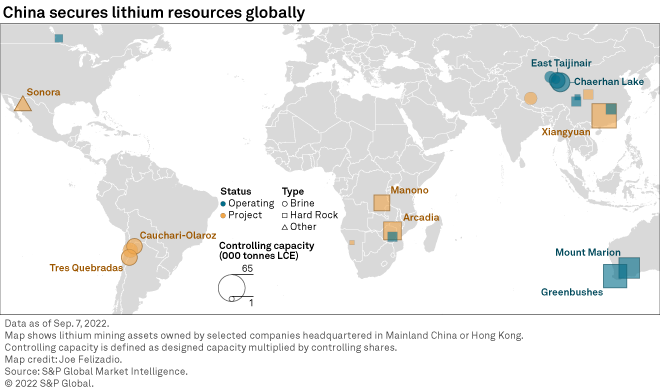 China secures lithium resources globally
East Taijinair
Chaerhan Lake
Sonora
Xiangyuan
Status
Operating
Project
Type
Brine
Hard Rock
Other
Manono
Arcadia
Controlling capacity
(000 tonnes LCE)
65
1
Cauchari-Olaroz
Tres Quebradas
Mount Marion
Greenbushes
Data as of Sep. 7, 2022.
Map shows lithium mining assets owned by selected companies headquartered in Mainland China or Hong Kong.
Controlling capacity is defined as designed capacity multiplied by controlling shares.
Map credit: Joe Felizadio.
Source: S&P Global Market Intelligence.
© 2022 S&P Global.